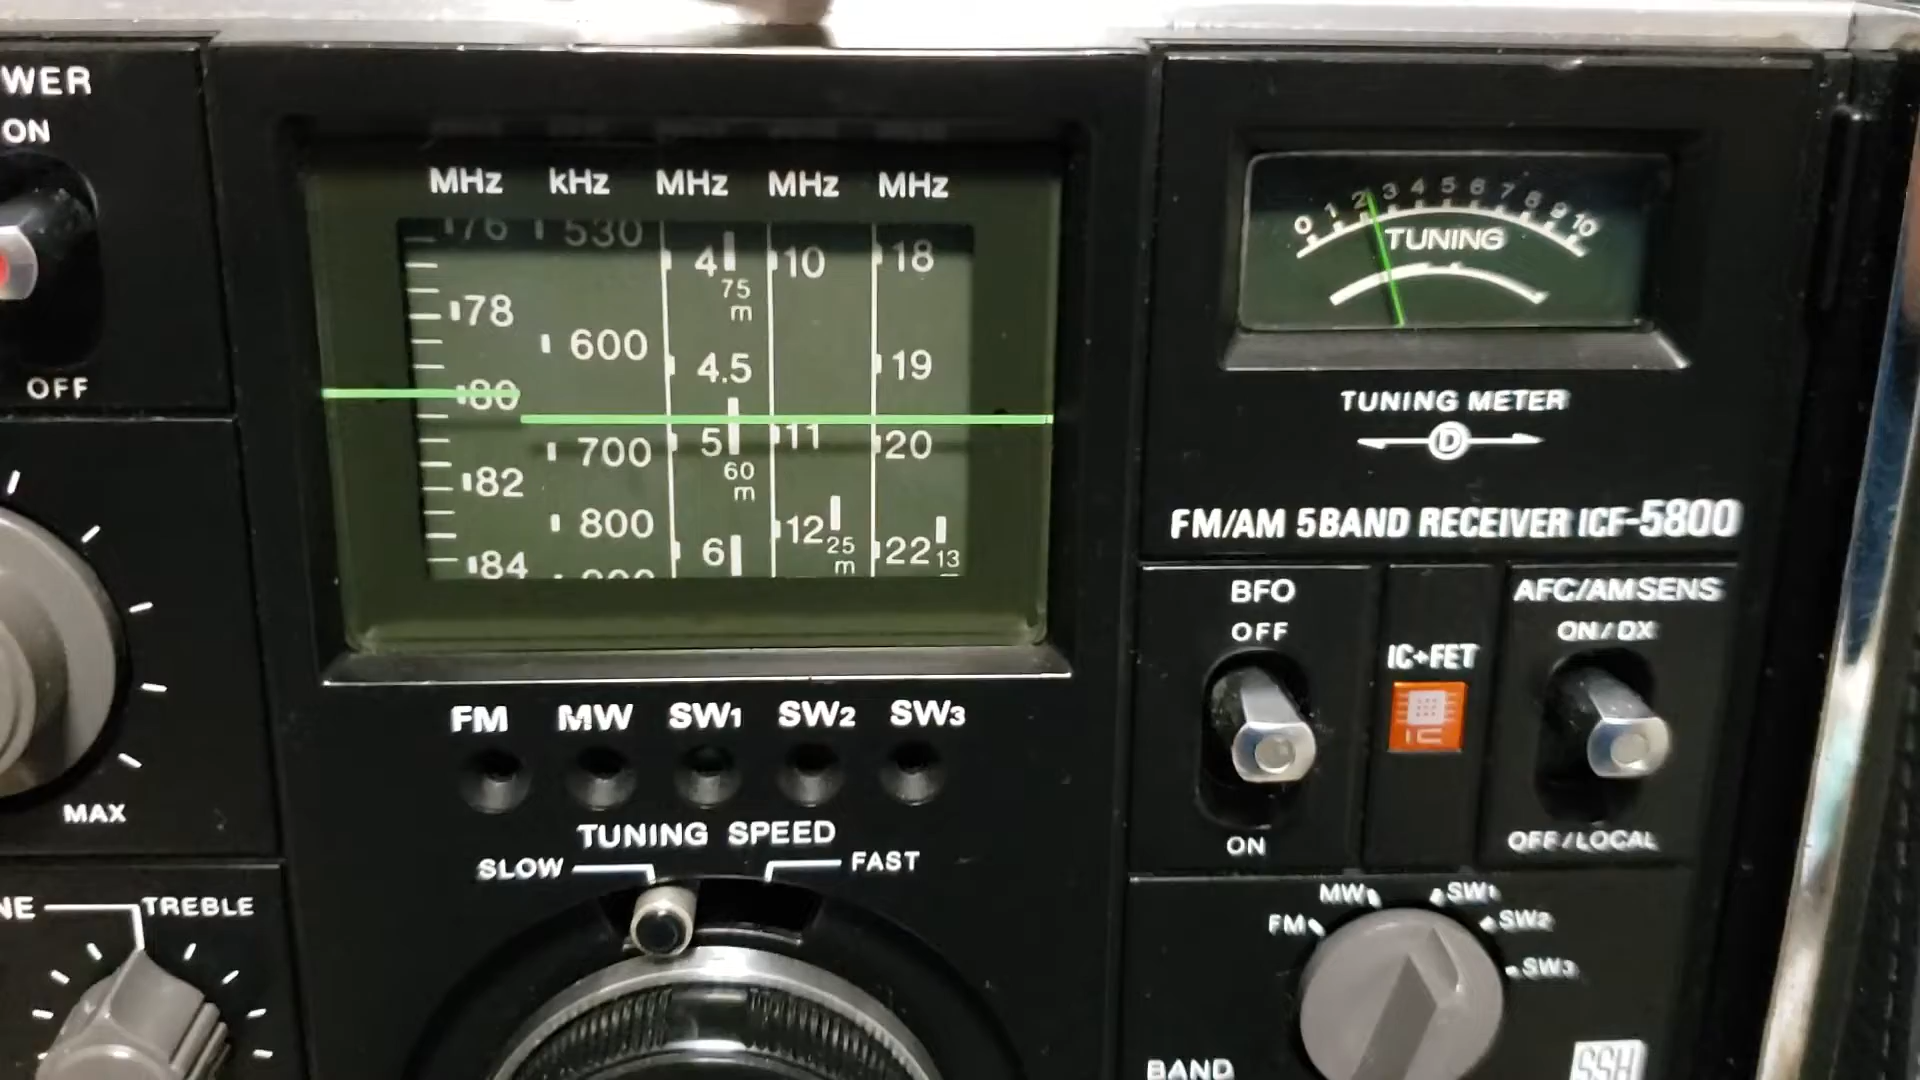 WER
ON
OFF
MAX
NE TREBLE
MHz kHz MHz MHz MHz
76 530 4 10 18
75
m
78 600 4.5 19
80
700 5 11 20
60
m
82 800 12 25 m
84 6 22 13
FM MW SW1 SW2 SW3
TUNING SPEED
SLOW FAST
0 1 2 3 4 5 6 7 8 9 10
TUNING
TUNING METER
D
FM/AM 5BAND RECEIVER ICF-5800
BFO
OFF
ON
IC+FET
IC
AFC/AMSENS
ON/DX
OFF/LOCAL
FM MW SW1 SW2 SW3
BAND